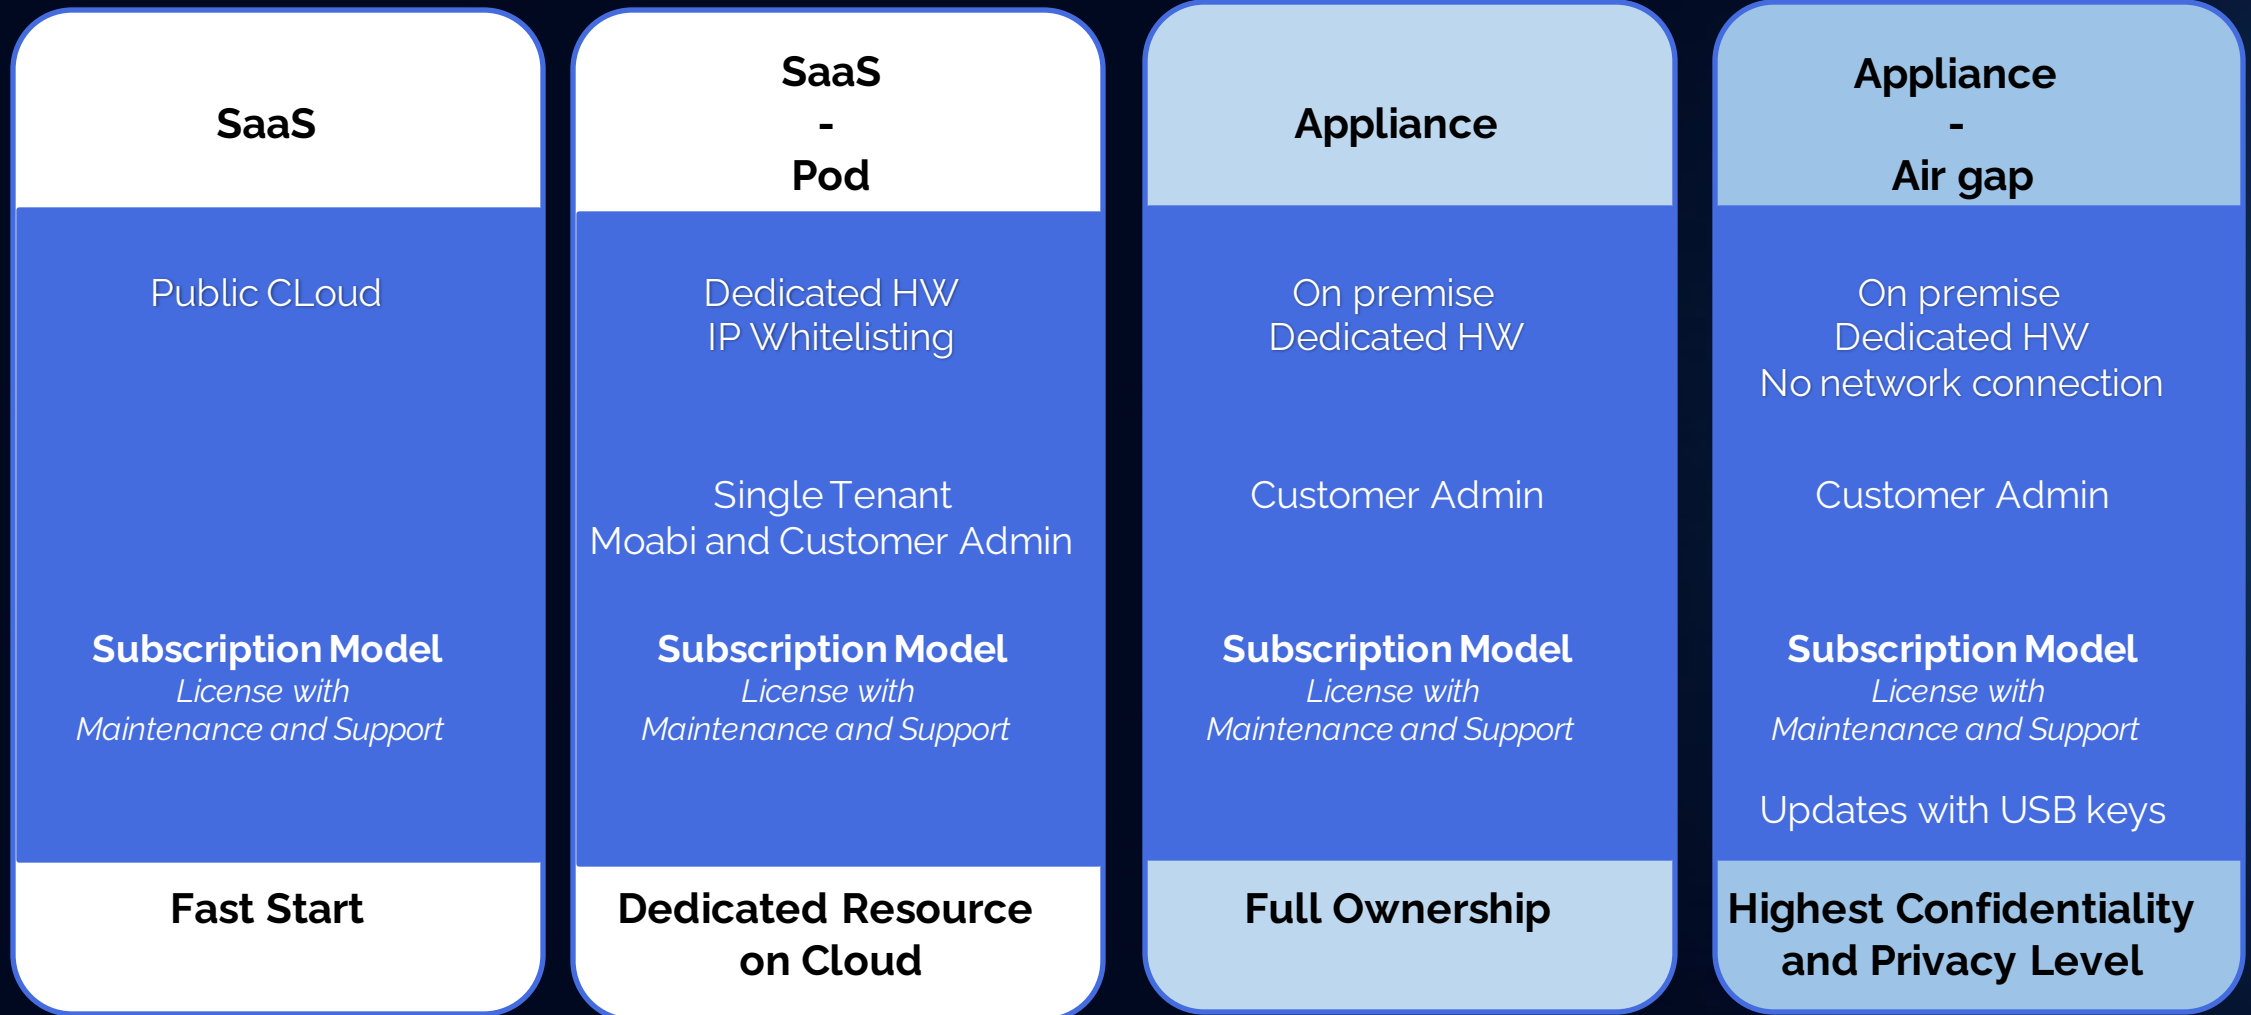 SaaS
Public CLoud
Subscription Model
License with
Maintenance and Support
Fast Start
SaaS
-
Pod
Dedicated HW
IP Whitelisting
Single Tenant
Moabi and Customer Admin
Subscription Model
License with
Maintenance and Support
Dedicated Resource
on Cloud
Appliance
On premise
Dedicated HW
Customer Admin
Subscription Model
License with
Maintenance and Support
Full Ownership
Appliance
-
Air gap
On premise
Dedicated HW
No network connection
Customer Admin
Subscription Model
License with
Maintenance and Support
Updates with USB keys
Highest Confidentiality
and Privacy Level